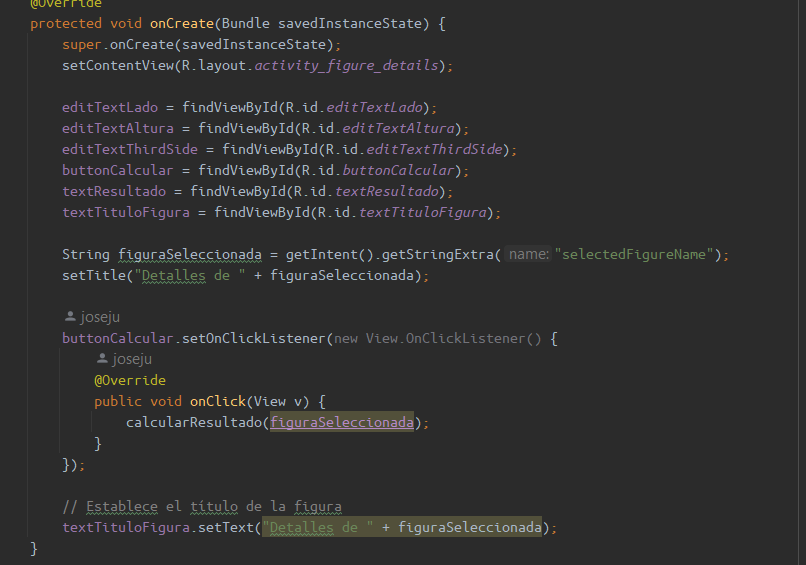 @Override
protected void onCreate(Bundle savedInstanceState) {
super.onCreate(savedInstanceState);
setContentView(R.layout.activity_figure_details);
editTextLado = findViewById(R.id.editTextLado);
editTextAltura = findViewById(R.id.editTextAltura);
editTextThirdSide = findViewById(R.id.editTextThirdSide);
buttonCalcular = findViewById(R.id.buttonCalcular);
textResultado = findViewById(R.id.textResultado);
textTituloFigura = findViewById(R.id.textTituloFigura);
String figuraSeleccionada = getIntent().getStringExtra( name: "selectedFigureName");
setTitle("Detalles de " + figuraSeleccionada);
joseju
buttonCalcular.setOnClickListener(new View.OnClickListener() {
joseju
@Override
public void onClick(View v) {
calcularResultado(figuraSeleccionada);
}
});
// Establece el título de la figura
textTituloFigura.setText("Detalles de " + figuraSeleccionada);
}